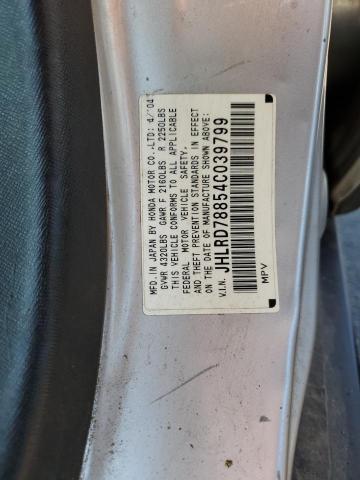 MFD. IN JAPAN BY HONDA MOTOR CO.,LTD: 4/'04
GVWR 4320LBS GAWR F 2160LBS R 2250LBS
THIS VEHICLE CONFORMS TO ALL APPLICABLE
FEDERAL MOTOR VEHICLE SAFETY.
AND THEFT PREVENTION STANDARDS IN EFFECT
ON THE DATE OF MANUFACTURE SHOWN ABOVE:
V.I.N. JHLRD78854C039799
MPV